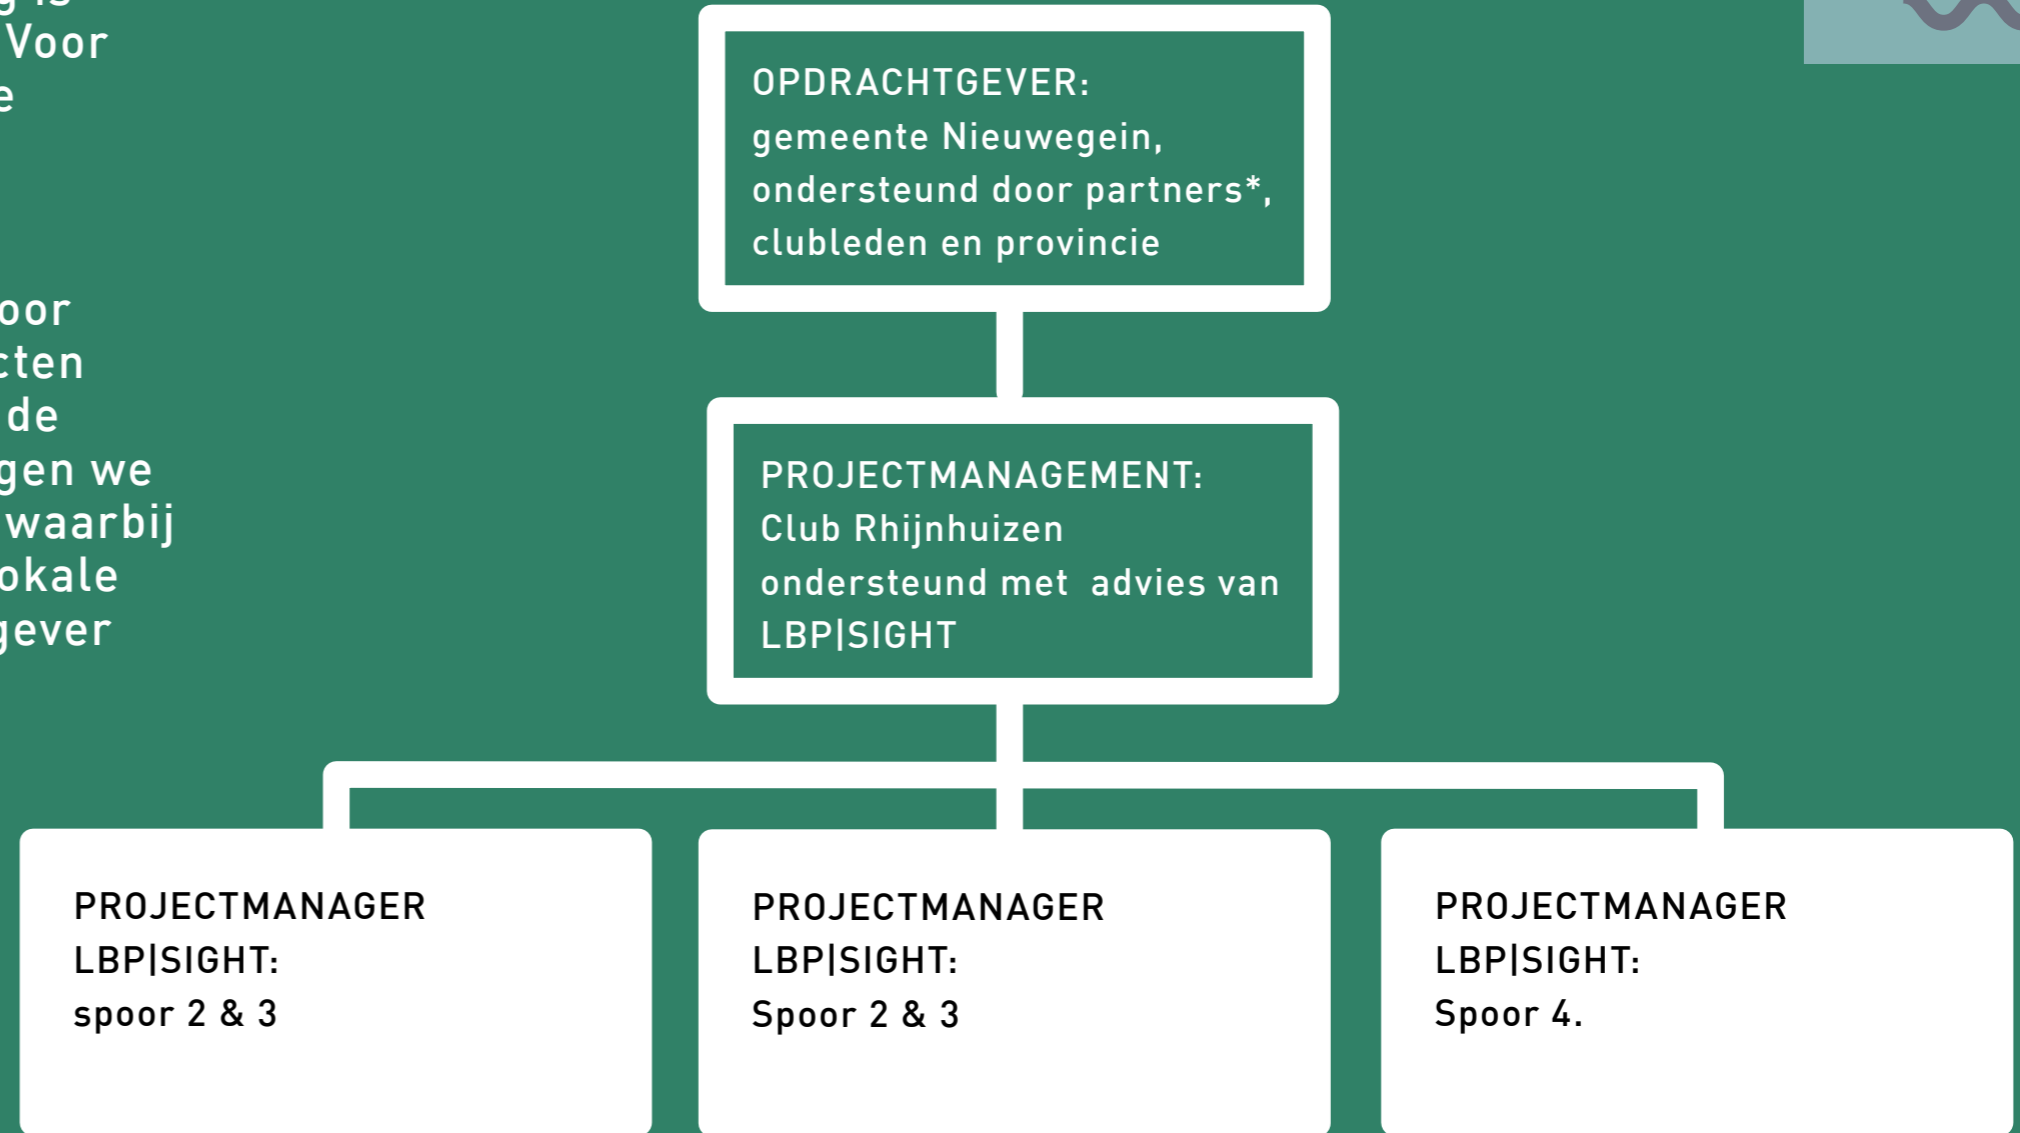 Voor
e
oor
cten
de
gen we
waarbij
okale
gever
OPDRACHTGEVER:
gemeente Nieuwegein,
ondersteund door partners*,
clubleden en provincie
PROJECTMANAGEMENT:
Club Rhijnhuizen
ondersteund met  advies van
LBP|SIGHT
PROJECTMANAGER
LBP|SIGHT:
spoor 2 & 3
PROJECTMANAGER
LBP|SIGHT:
Spoor 2 & 3
PROJECTMANAGER
LBP|SIGHT:
Spoor 4.